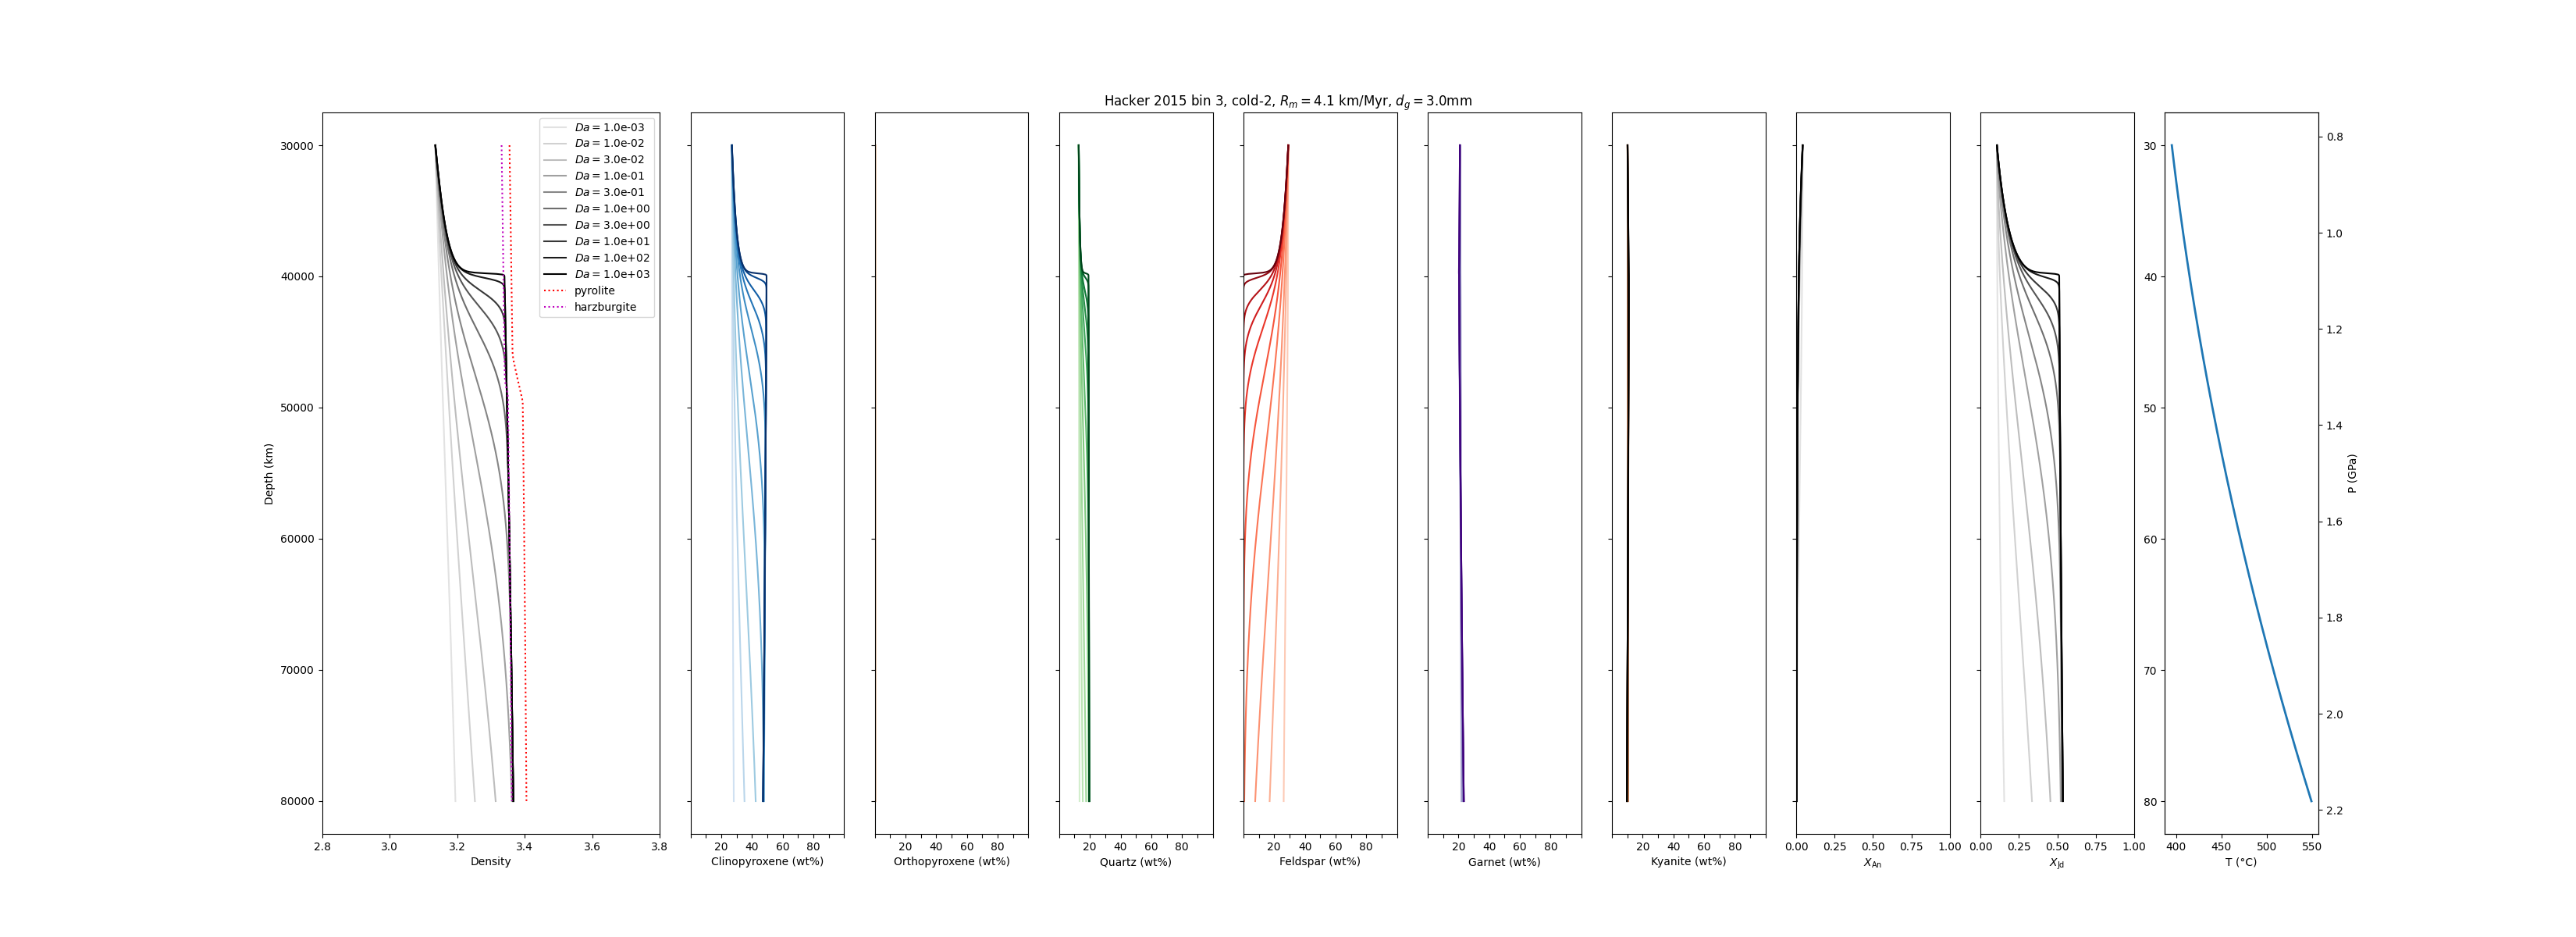 Hacker 2015 bin 3, cold-2, R_m = 4.1 km/Myr, d_g = 3.0mm
Da = 1.0e-03
Da = 1.0e-02
Da = 3.0e-02
Da = 1.0e-01
Da = 3.0e-01
Da = 1.0e+00
Da = 3.0e+00
Da = 1.0e+01
Da = 1.0e+02
Da = 1.0e+03
pyrolite
harzburgite
Depth (km)
30000
40000
50000
60000
70000
80000
2.8 3.0 3.2 3.4 3.6 3.8
Density
20 40 60 80
Clinopyroxene (wt%)
20 40 60 80
Orthopyroxene (wt%)
20 40 60 80
Quartz (wt%)
20 40 60 80
Feldspar (wt%)
20 40 60 80
Garnet (wt%)
20 40 60 80
Kyanite (wt%)
0.00 0.25 0.50 0.75 1.00
X_An
0.00 0.25 0.50 0.75 1.00
X_Jd
30
40
50
60
70
80
400 450 500 550
T (°C)
0.8
1.0
1.2
1.4
1.6
1.8
2.0
2.2
P (GPa)